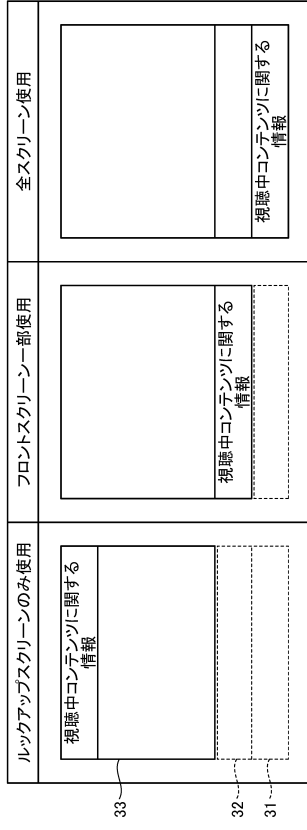 ルックアップスクリーンのみ使用
視聴中コンテンツに関する
情報
33
32
31
フロントスクリーン一部使用
視聴中コンテンツに関する
情報
全スクリーン使用
視聴中コンテンツに関する
情報